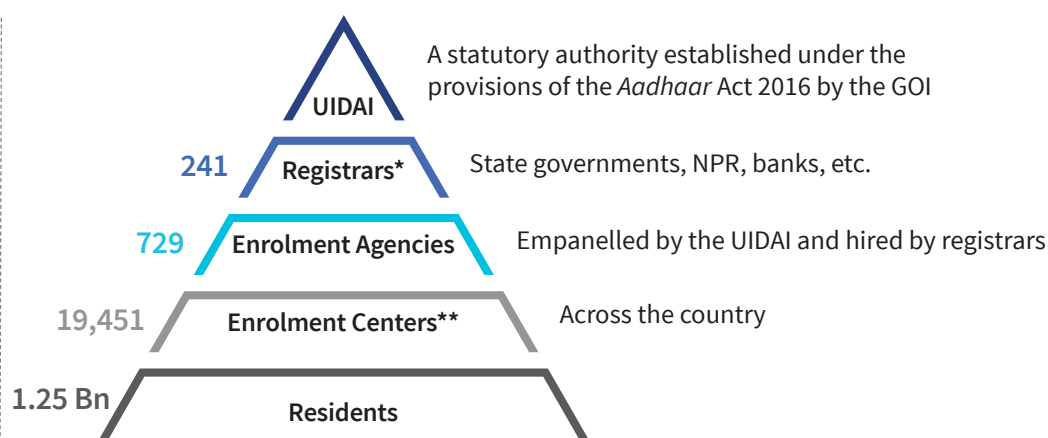 A statutory authority established under the
provisions of the Aadhaar Act 2016 by the GOI
UIDAI
241
Registrars*
State governments, NPR, banks, etc.
729
Enrolment Agencies
Empanelled by the UIDAI and hired by registrars
19,451
Enrolment Centers**
Across the country
1.25 Bn
Residents